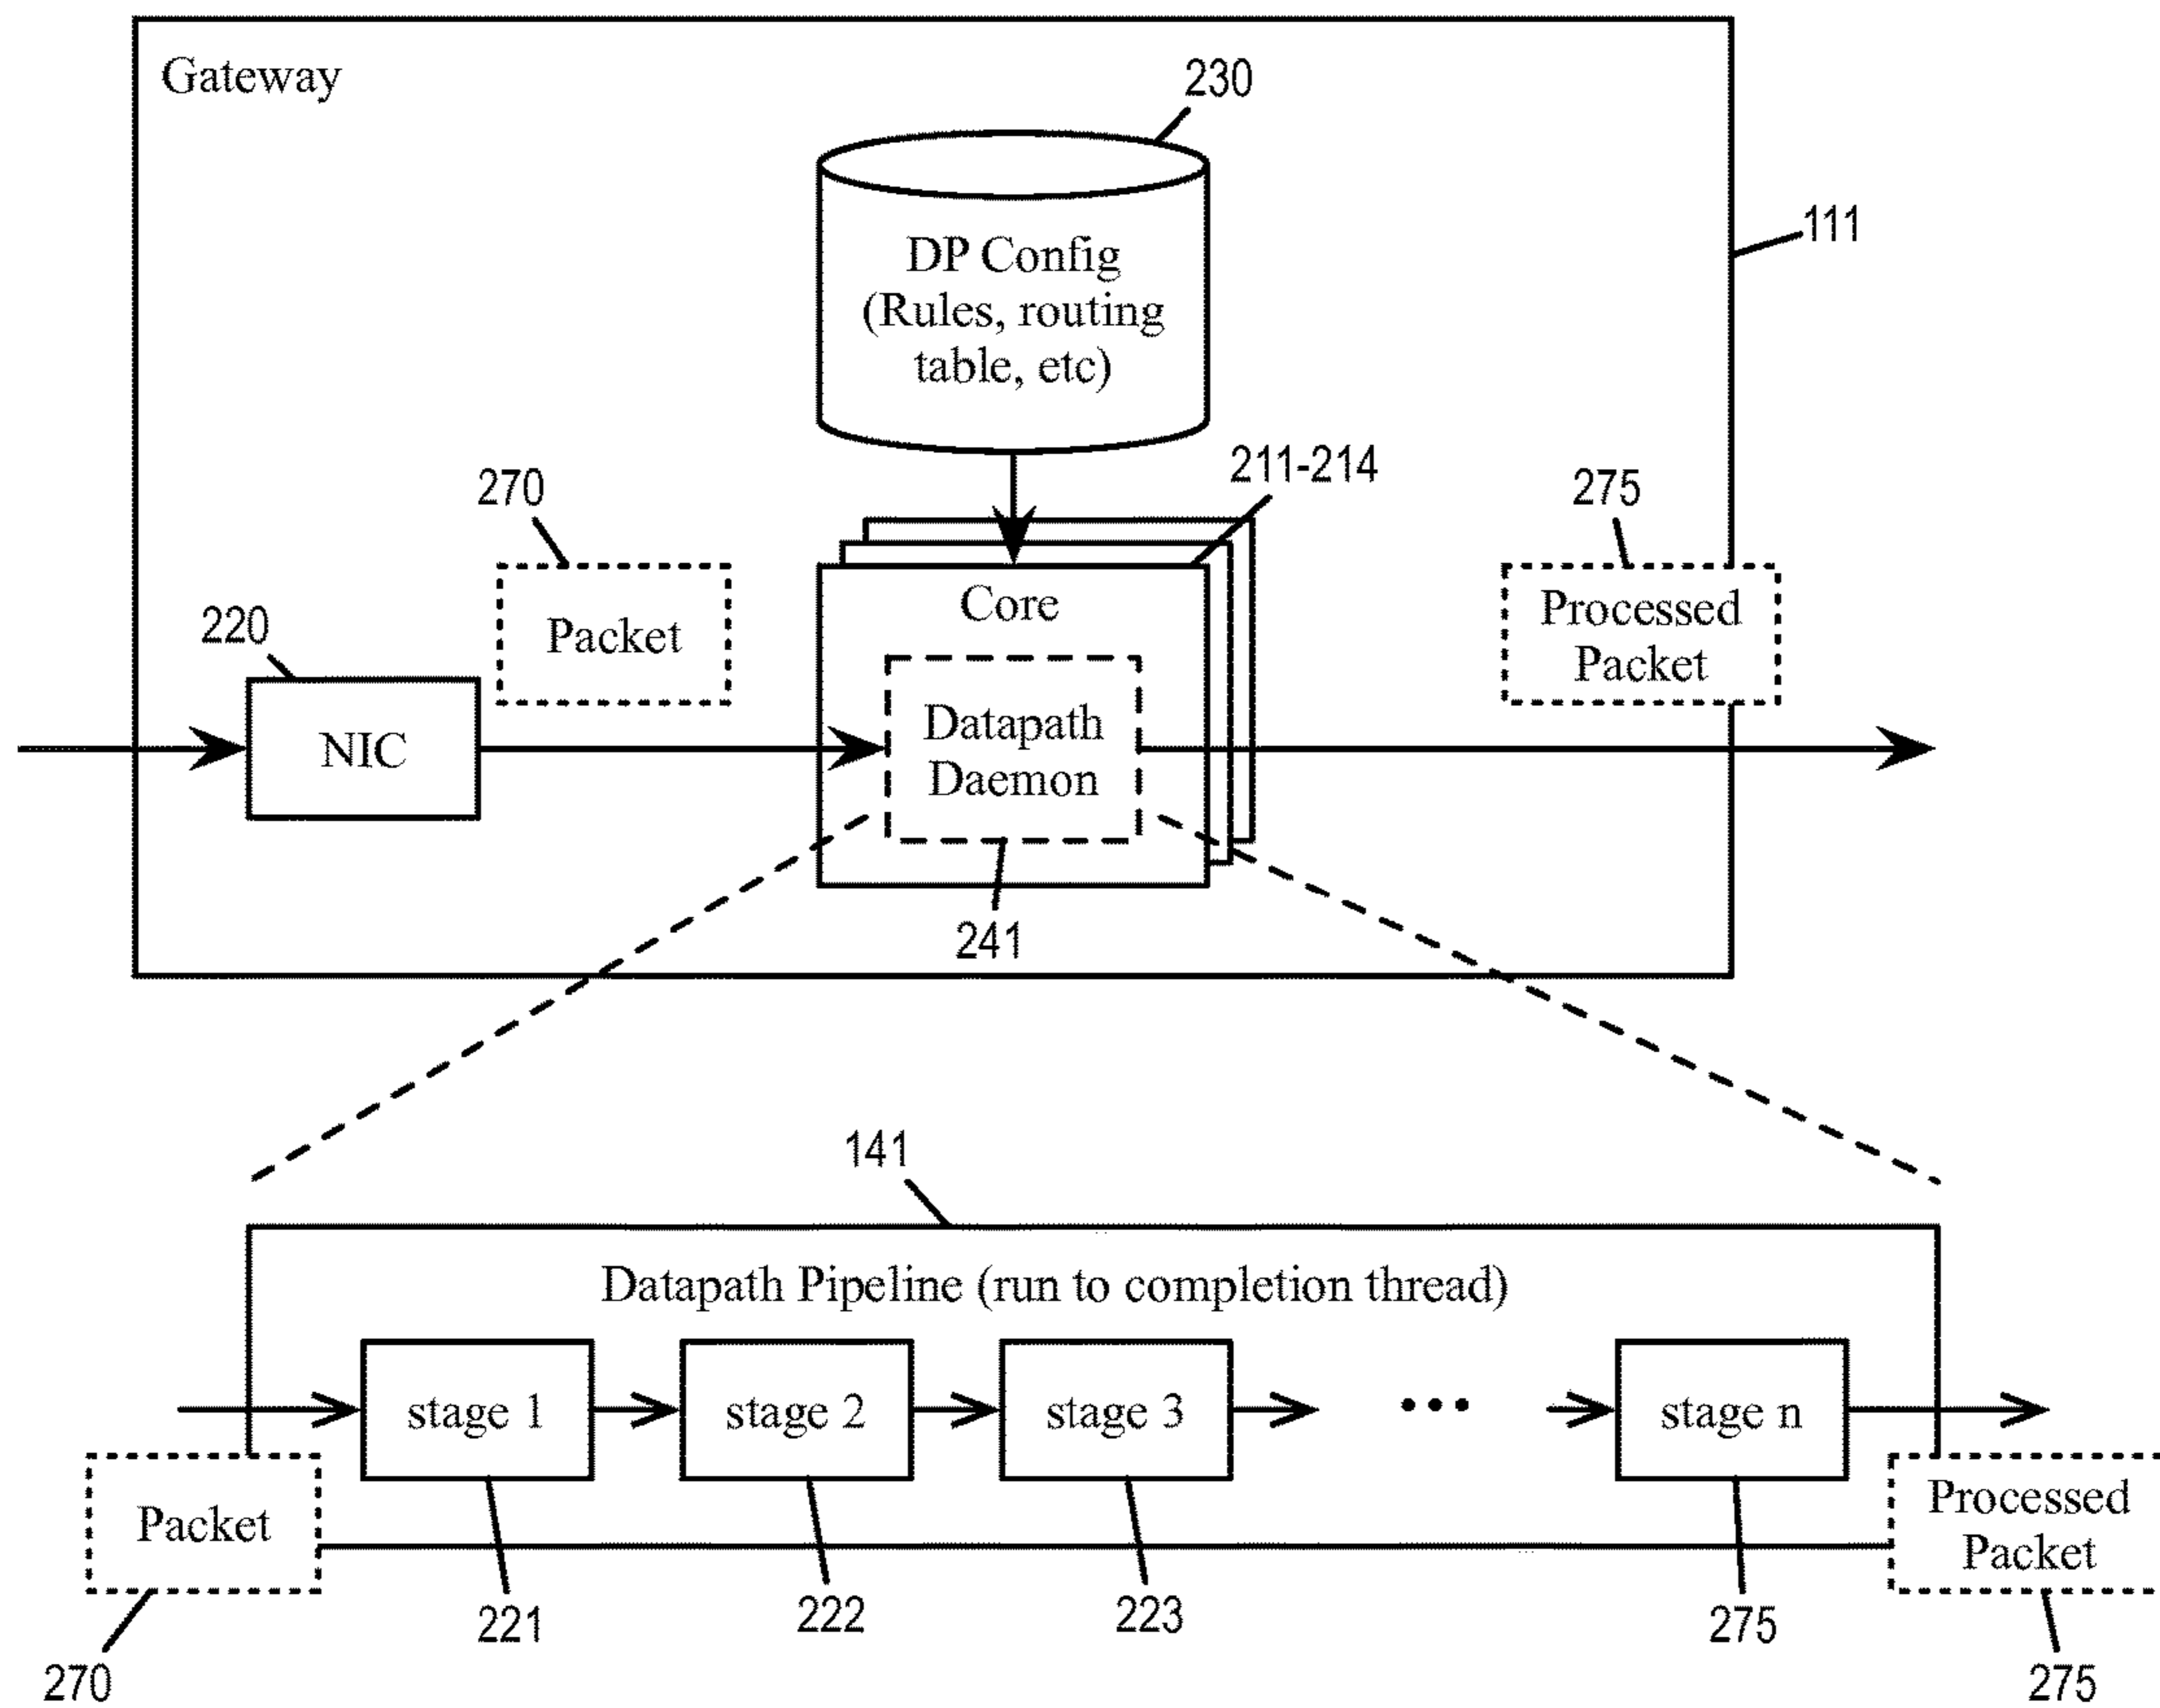 Gateway
230
DP Config
(Rules, routing
table, etc)
111
211-214
270
275
Packet
Core
Processed
Packet
220
NIC
Datapath
Daemon
241
141
Datapath Pipeline (run to completion thread)
stage 1
stage 2
stage 3
•••
stage n
Packet
Processed
Packet
221
222
223
275
270
275